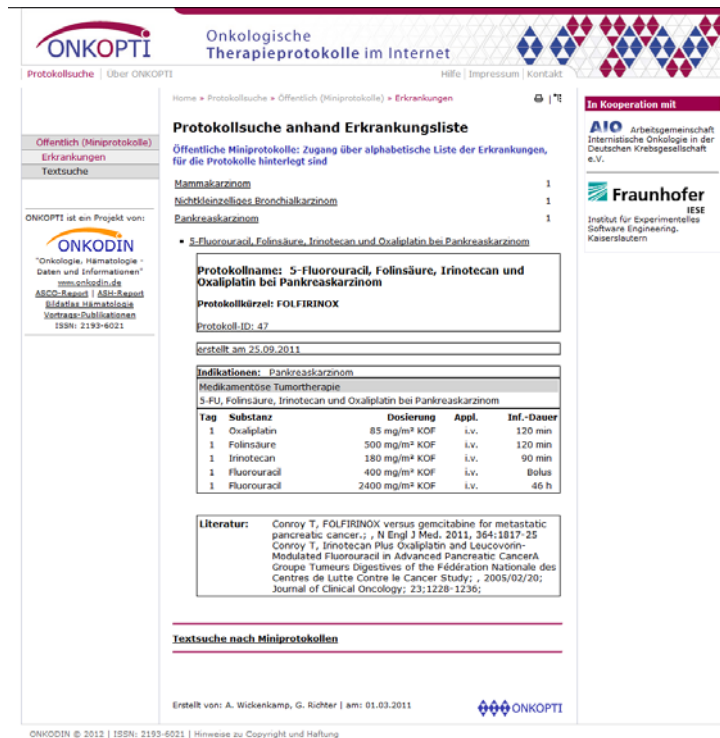 ONKOPTI
Onkologische
Therapieprotokolle im Internet
Protokollsuche | Über ONKOPTI
Hilfe | Impressum | Kontakt
Home » Protokollsuche » Öffentlich (Miniprotokolle) » Erkrankungen
Öffentlich (Miniprotokolle)
Erkrankungen
Textsuche
ONKOPTI ist ein Projekt von:
ONKODIN
"Onkologie, Hämatologie -
Daten und Informationen"
www.onkodin.de
ASCO-Report | ASH-Report
Bildatlas Hämatologie
Vortrags-Publikationen
ISSN: 2193-6021
Protokollsuche anhand Erkrankungsliste
Öffentliche Miniprotokolle: Zugang über alphabetische Liste der Erkrankungen,
für die Protokolle hinterlegt sind
Mammakarzinom 1
Nichtkleinzelliges Bronchialkarzinom 1
Pankreaskarzinom 1
5-Fluorouracil, Folinsäure, Irinotecan und Oxaliplatin bei Pankreaskarzinom
Protokollname: 5-Fluorouracil, Folinsäure, Irinotecan und
Oxaliplatin bei Pankreaskarzinom
Protokollkürzel: FOLFIRINOX
Protokoll-ID: 47
erstellt am 25.09.2011
Indikationen: Pankreaskarzinom
Medikamentöse Tumortherapie
5-FU, Folinsäure, Irinotecan und Oxaliplatin bei Pankreaskarzinom
Tag Substanz Dosierung Appl. Inf.-Dauer
1 Oxaliplatin 85 mg/m² KOF i.v. 120 min
1 Folinsäure 500 mg/m² KOF i.v. 120 min
1 Irinotecan 180 mg/m² KOF i.v. 90 min
1 Fluorouracil 400 mg/m² KOF i.v. Bolus
1 Fluorouracil 2400 mg/m² KOF i.v. 46 h
Literatur: Conroy T, FOLFIRINOX versus gemcitabine for metastatic
pancreatic cancer.; , N Engl J Med. 2011, 364:1817-25
Conroy T, Irinotecan Plus Oxaliplatin and Leucovorin-
Modulated Fluorouracil in Advanced Pancreatic CancerA
Groupe Tumeurs Digestives of the Fédération Nationale des
Centres de Lutte Contre le Cancer Study; , 2005/02/20;
Journal of Clinical Oncology; 23;1228-1236;
Textsuche nach Miniprotokollen
Erstellt von: A. Wickenkamp, G. Richter | am: 01.03.2011
ONKOPTI
In Kooperation mit
AIO Arbeitsgemeinschaft
Internistische Onkologie in der
Deutschen Krebsgesellschaft
e.V.
Fraunhofer
IESE
Institut für Experimentelles
Software Engineering.
Kaiserslautern
ONKODIN © 2012 | ISSN: 2193-6021 | Hinweise zu Copyright und Haftung